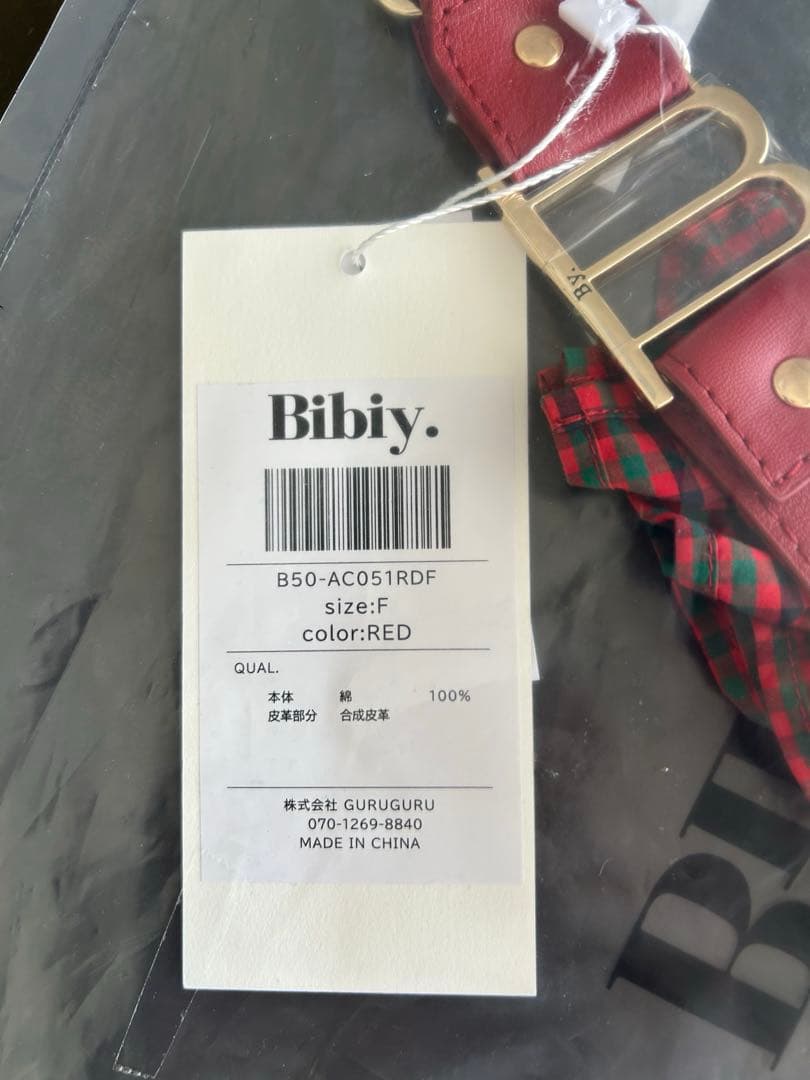 By.
Bibiy.
B50-AC051RDF
size:F
color:RED
QUAL.
本体 綿 100%
皮革部分 合成皮革
株式会社 GURUGURU
070-1269-8840
MADE IN CHINA